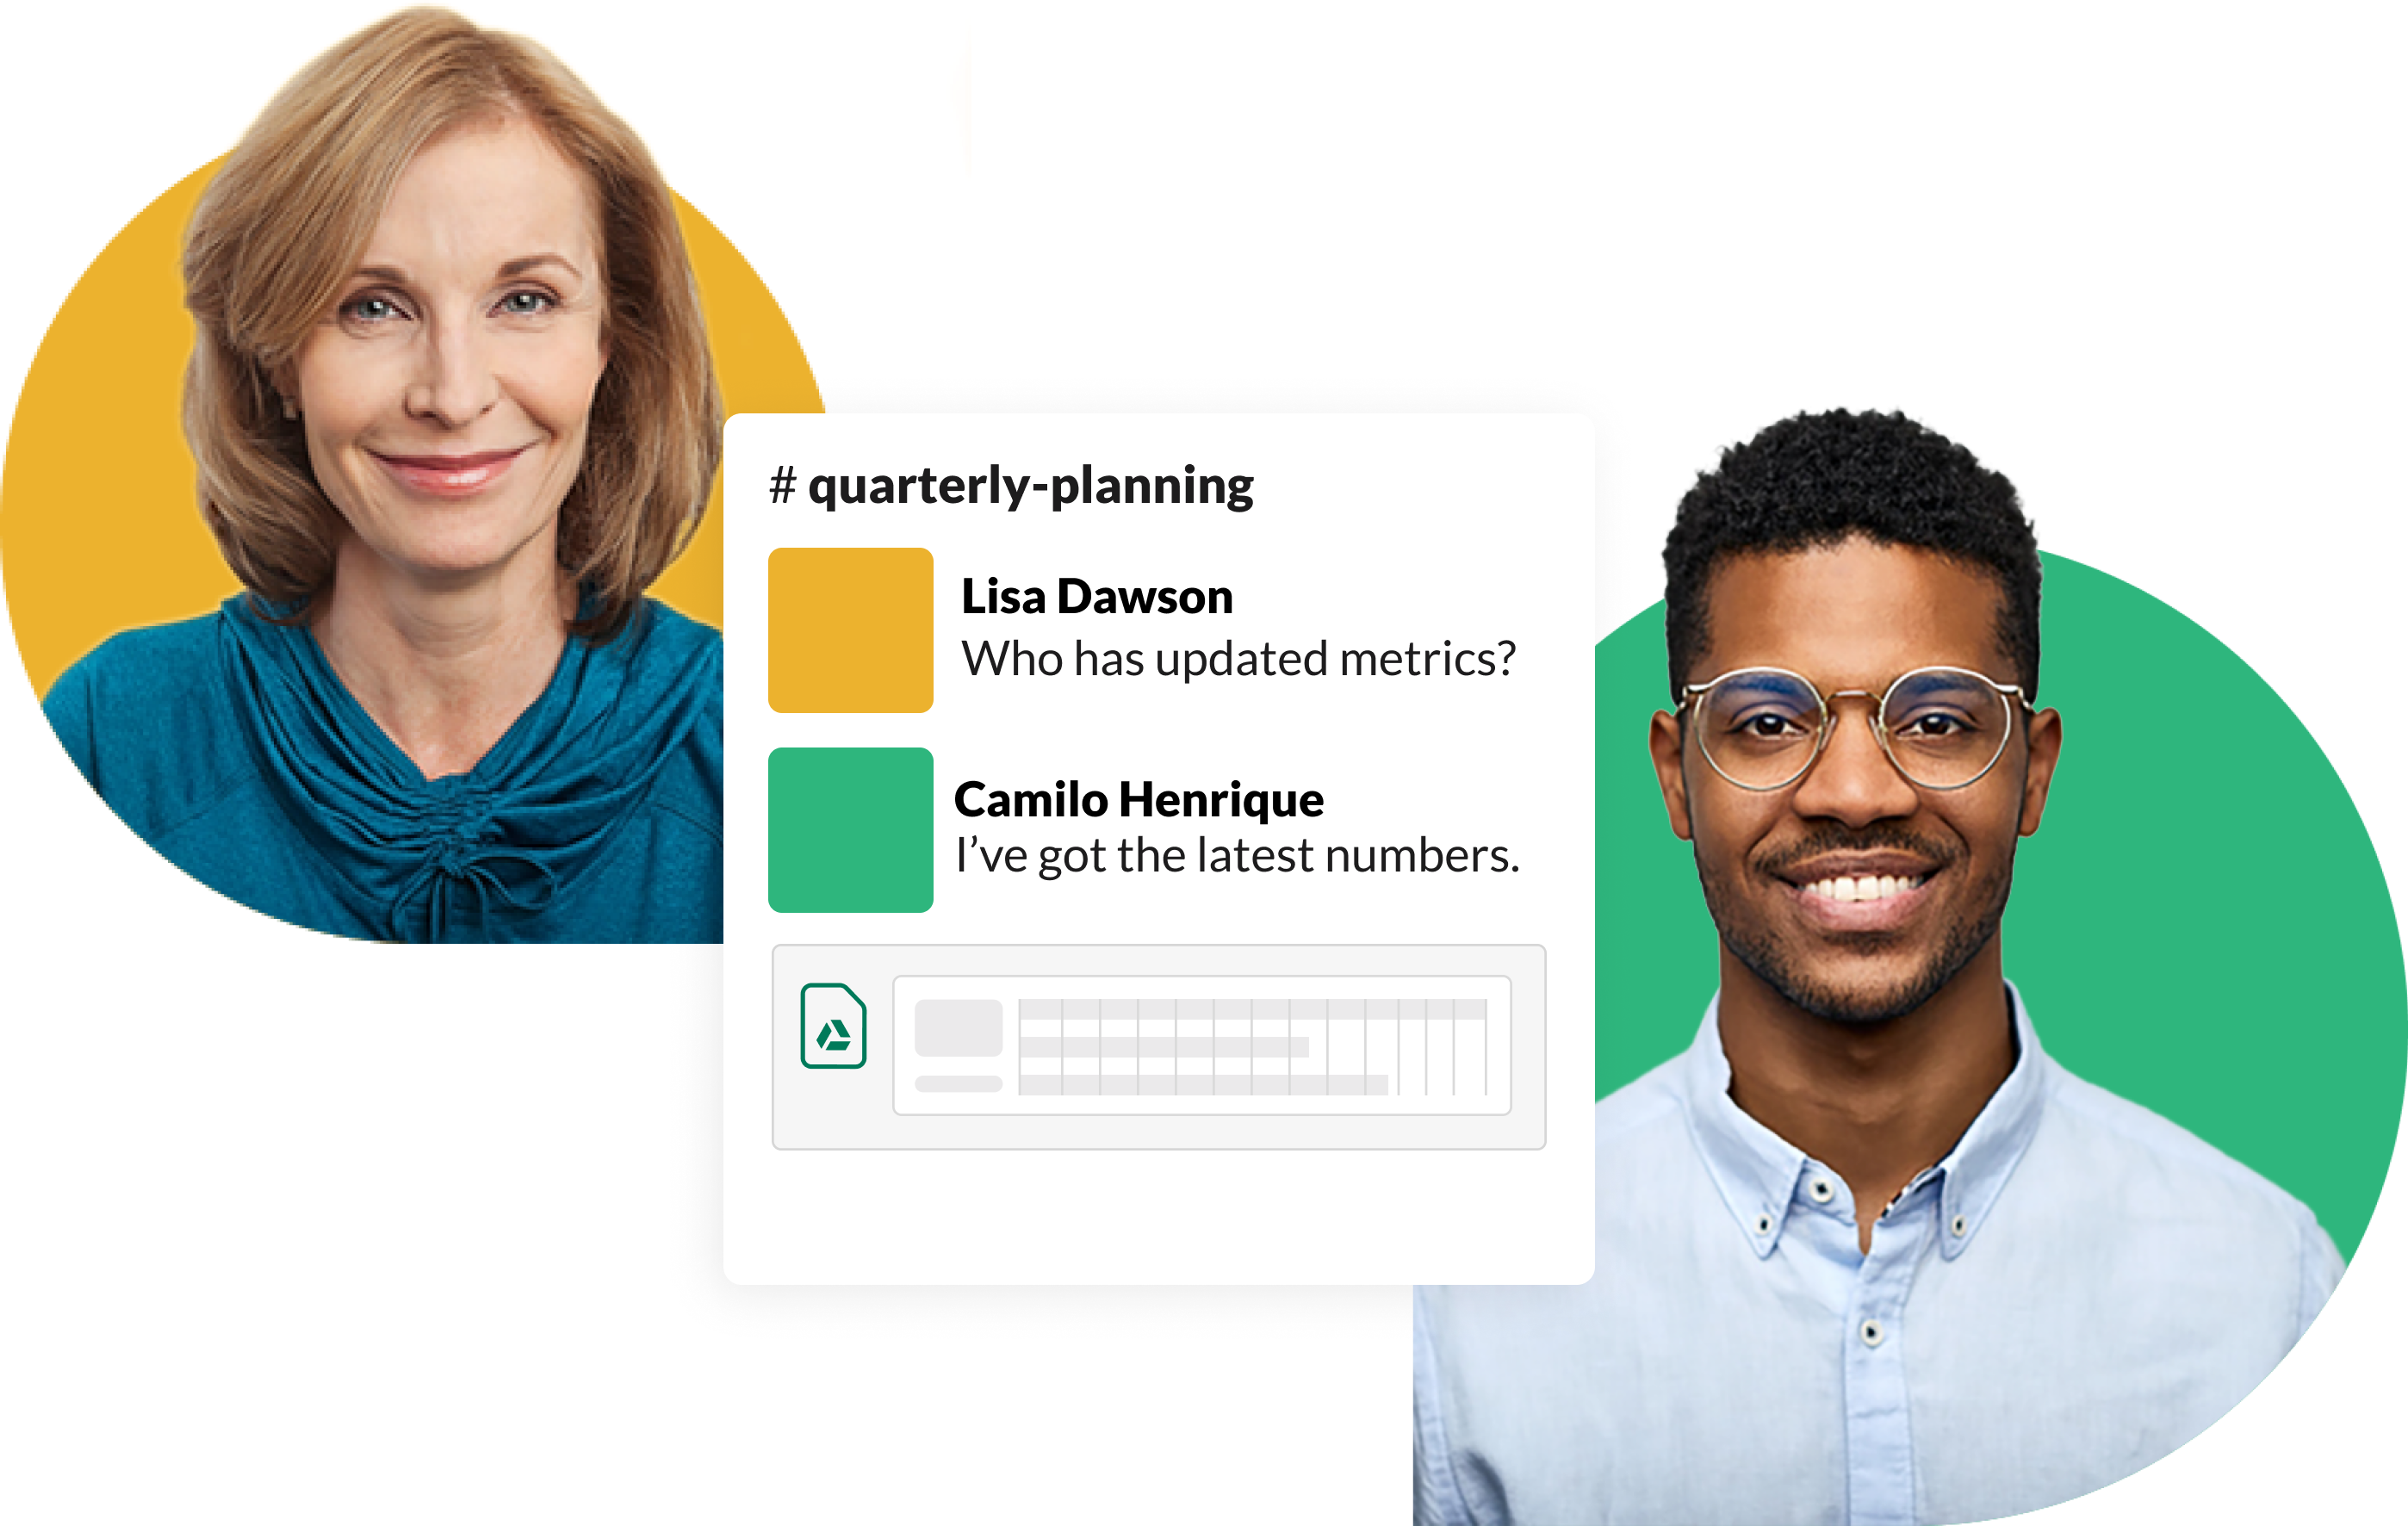 # quarterly-planning
Lisa Dawson
Who has updated metrics?
Camilo Henrique
I’ve got the latest numbers.